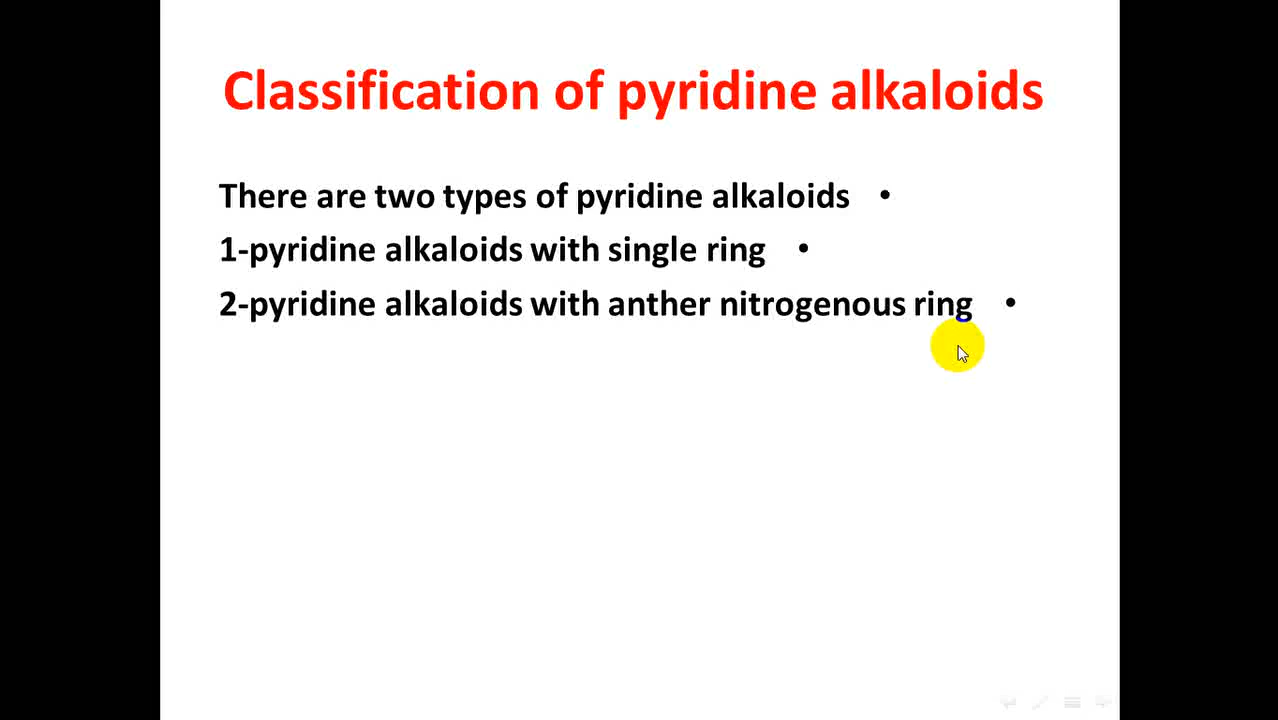 Classification of pyridine alkaloids
There are two types of pyridine alkaloids •
1-pyridine alkaloids with single ring •
2-pyridine alkaloids with anther nitrogenous ring •